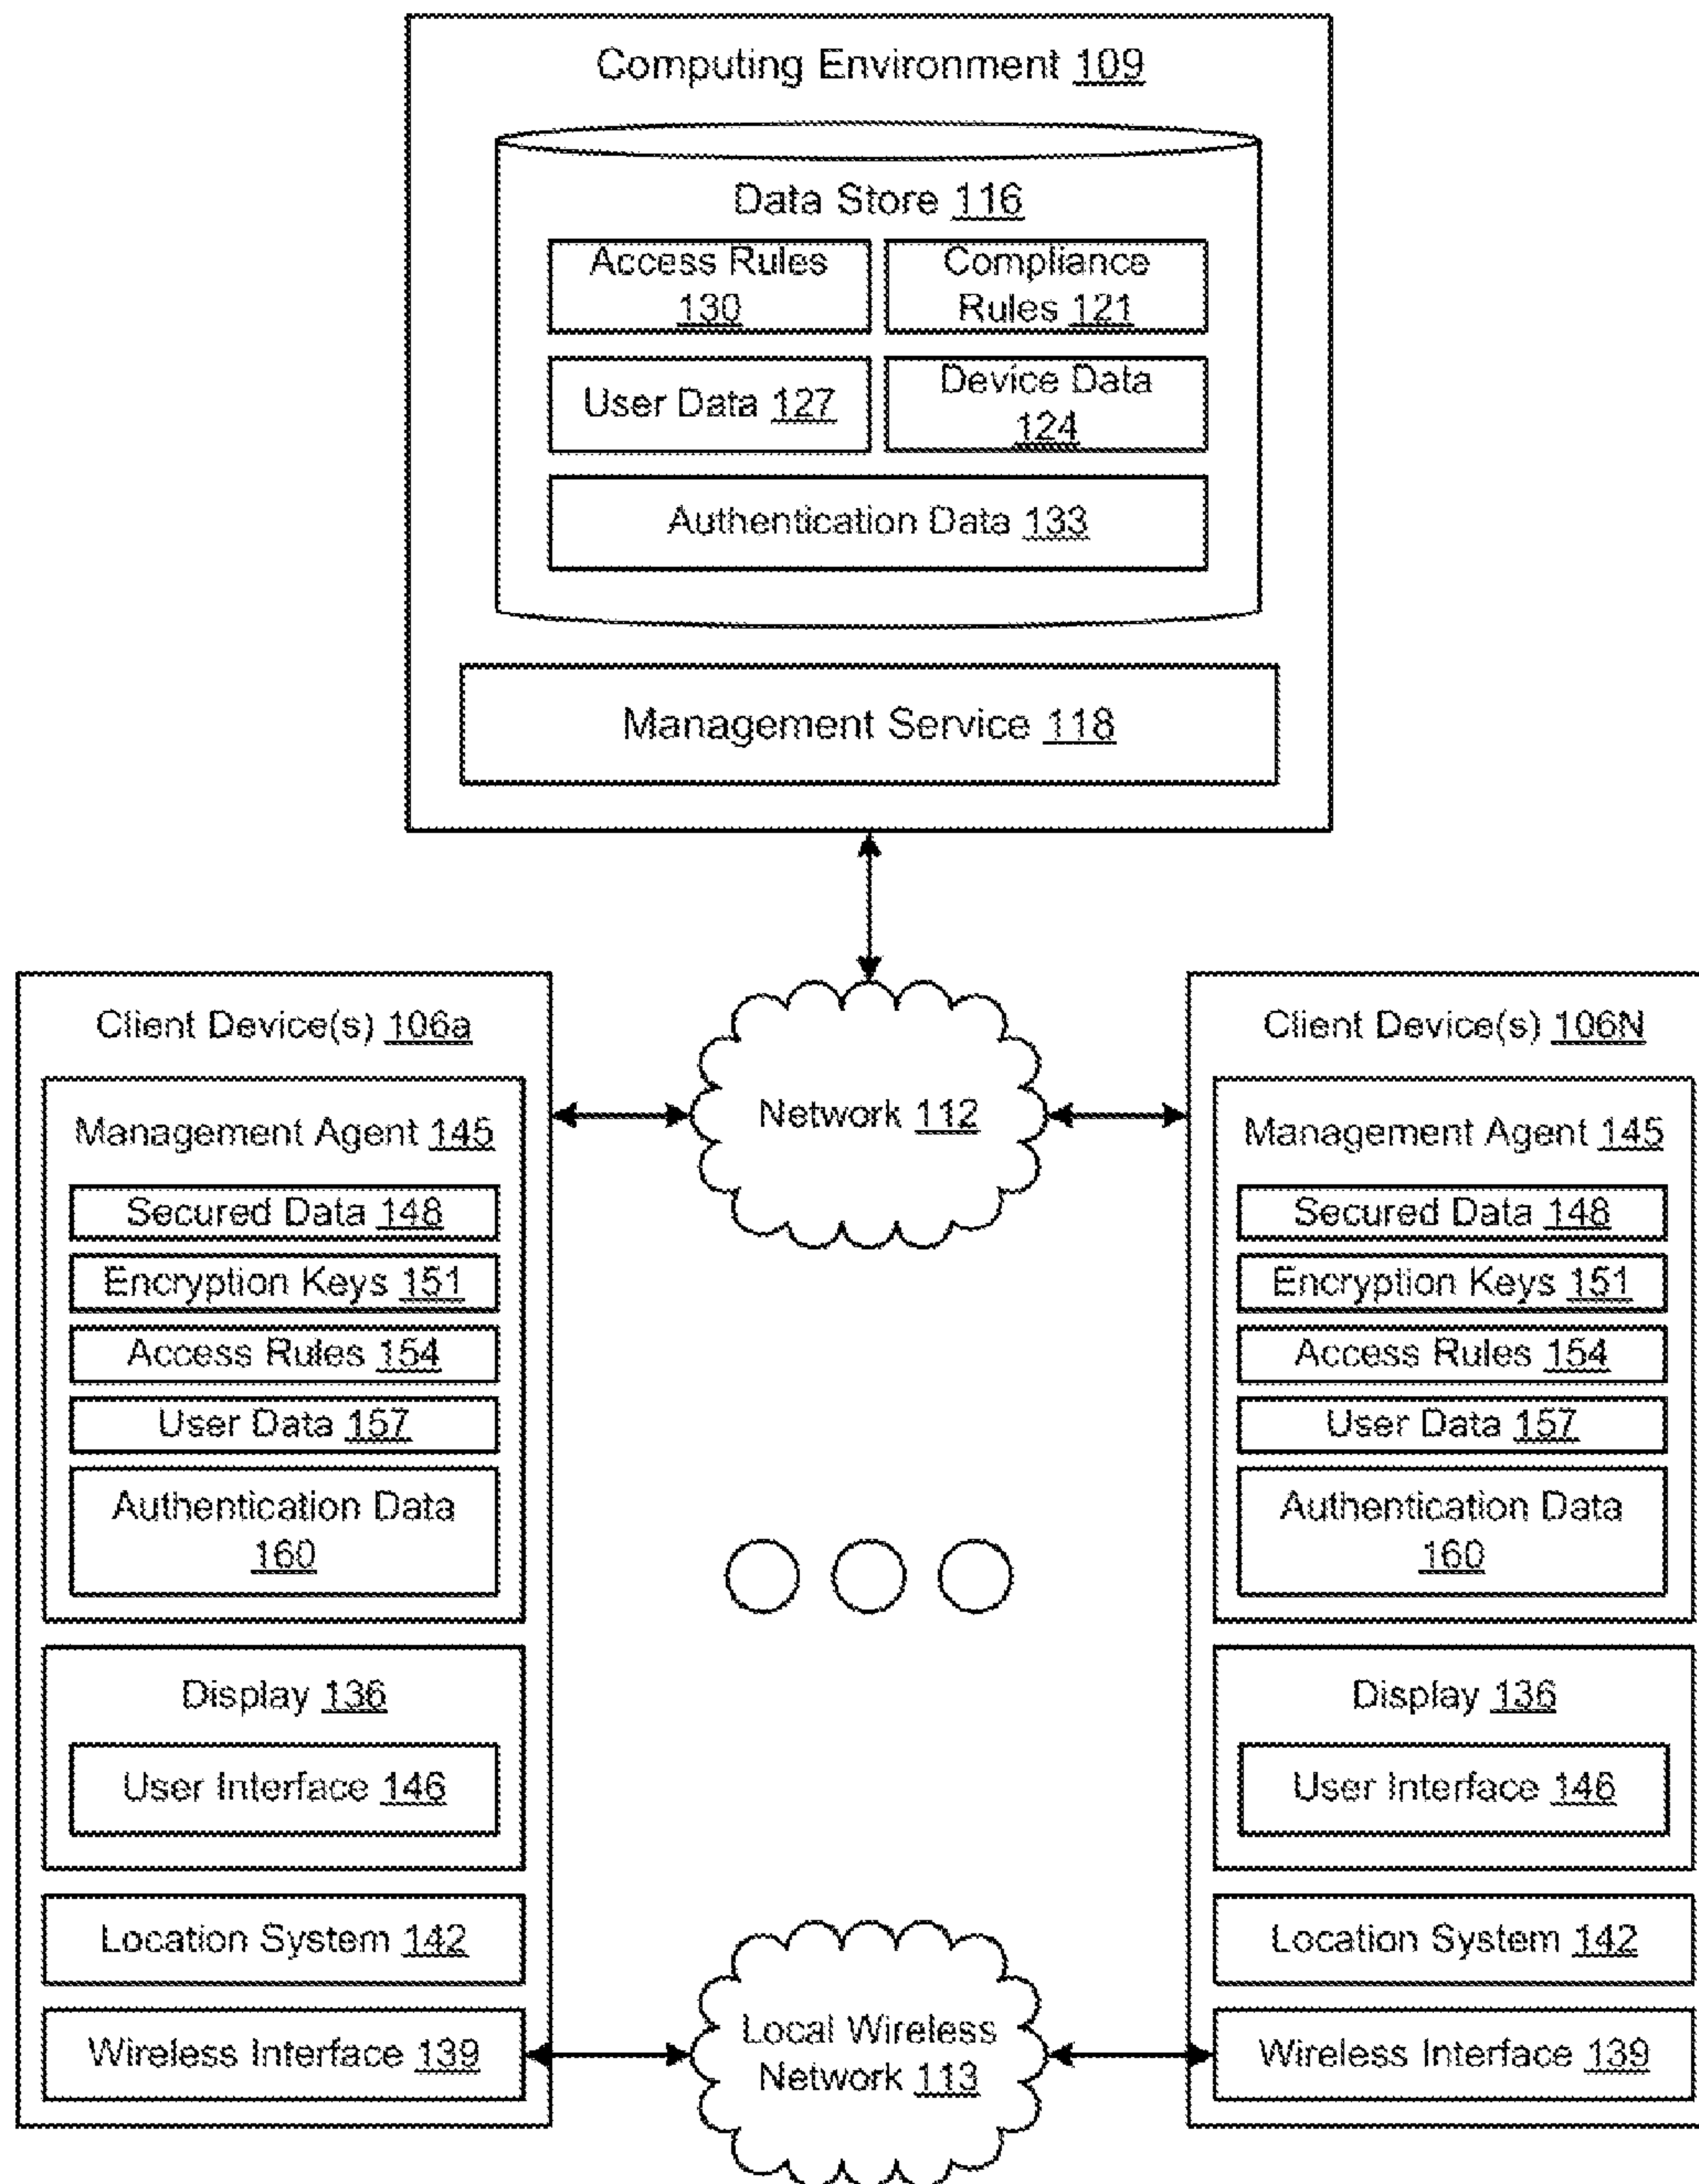 Computing Environment 109
Data Store 116
Access Rules
130
Compliance
Rules 121
User Data 127
Device Data
124
Authentication Data 133
Management Service 118
Client Device(s) 106a
Management Agent 145
Secured Data 148
Encryption Keys 151
Access Rules 154
User Data 157
Authentication Data
160
Display 136
User Interface 146
Location System 142
Wireless Interface 139
Network 112
Local Wireless
Network 113
Client Device(s) 106N
Management Agent 145
Secured Data 148
Encryption Keys 151
Access Rules 154
User Data 157
Authentication Data
160
Display 136
User Interface 146
Location System 142
Wireless Interface 139